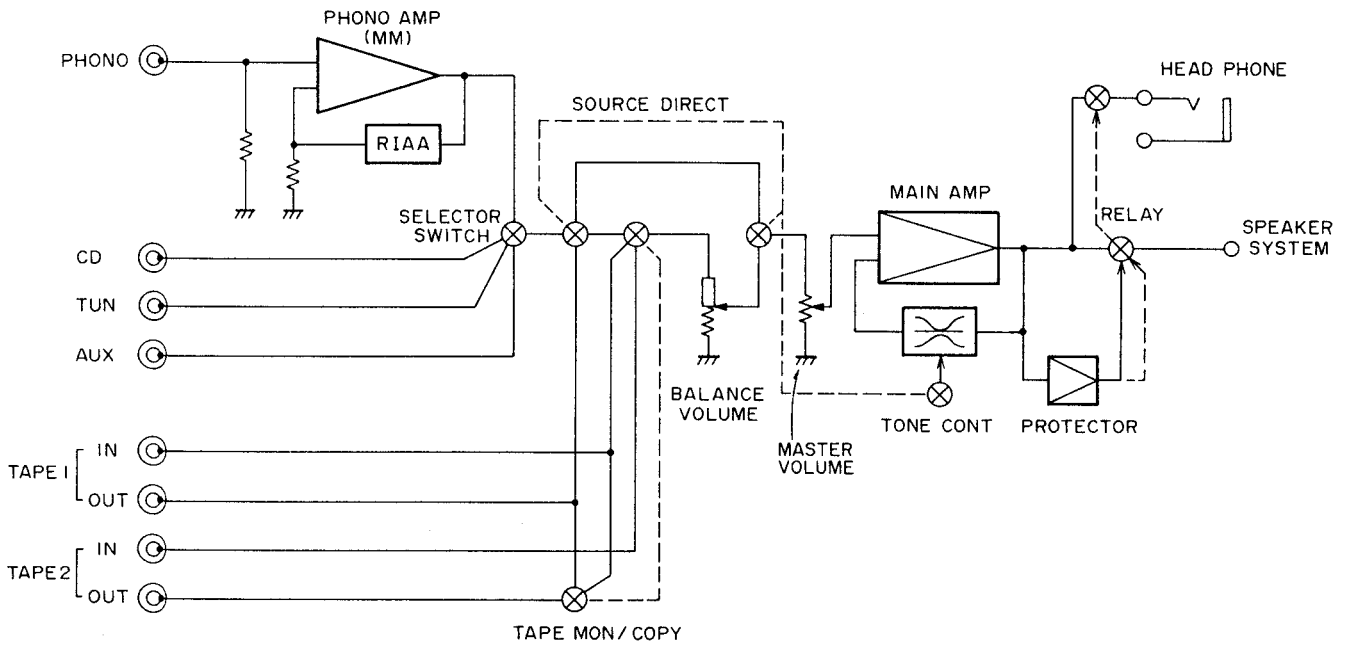 PHONO AMP
(MM)
PHONO
RIAA
HEAD PHONE
SOURCE DIRECT
MAIN AMP
SELECTOR
SWITCH
RELAY
SPEAKER
SYSTEM
CD
TUN
AUX
BALANCE
VOLUME
TONE CONT
PROTECTOR
MASTER
VOLUME
TAPE 1
IN
OUT
TAPE 2
IN
OUT
TAPE MON/COPY